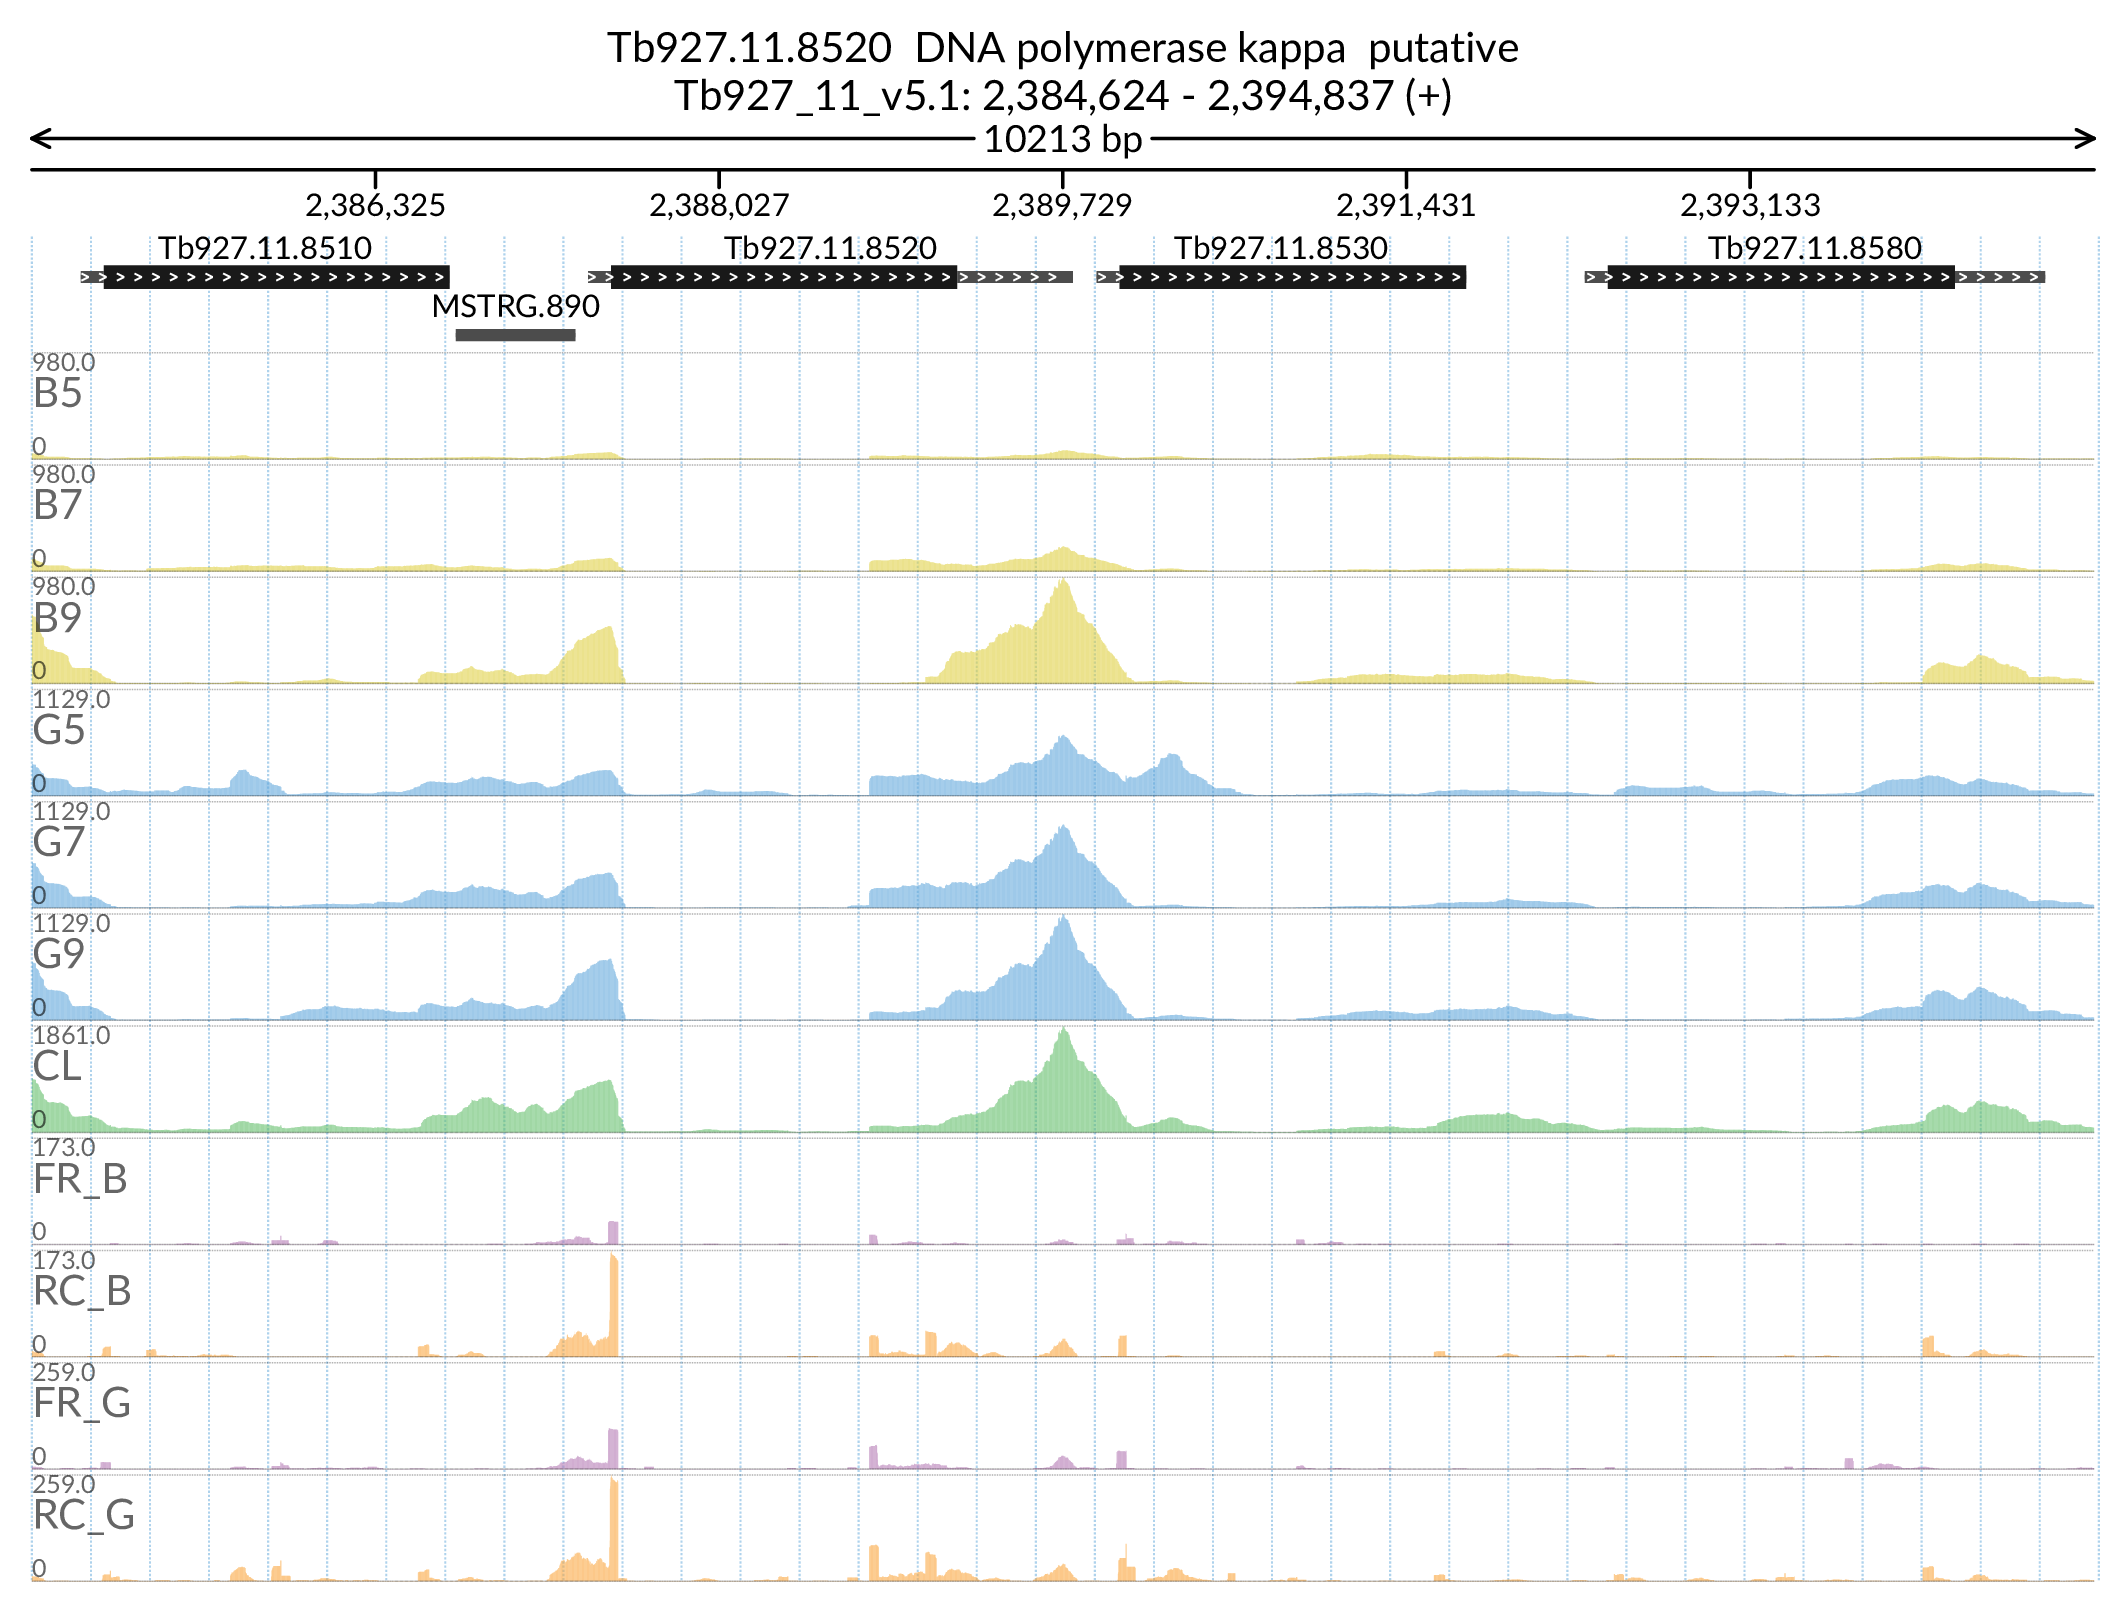 Tb927.11.8520  DNA polymerase kappa  putative
Tb927_11_v5.1: 2,384,624 - 2,394,837 (+)
10213 bp
2,386,325 2,388,027 2,389,729 2,391,431 2,393,133
Tb927.11.8510 Tb927.11.8520 Tb927.11.8530 Tb927.11.8580
MSTRG.890
980.0
B5
0
980.0
B7
0
980.0
B9
0
1129.0
G5
0
1129.0
G7
0
1129.0
G9
0
1861.0
CL
0
173.0
FR_B
0
173.0
RC_B
0
259.0
FR_G
0
259.0
RC_G
0